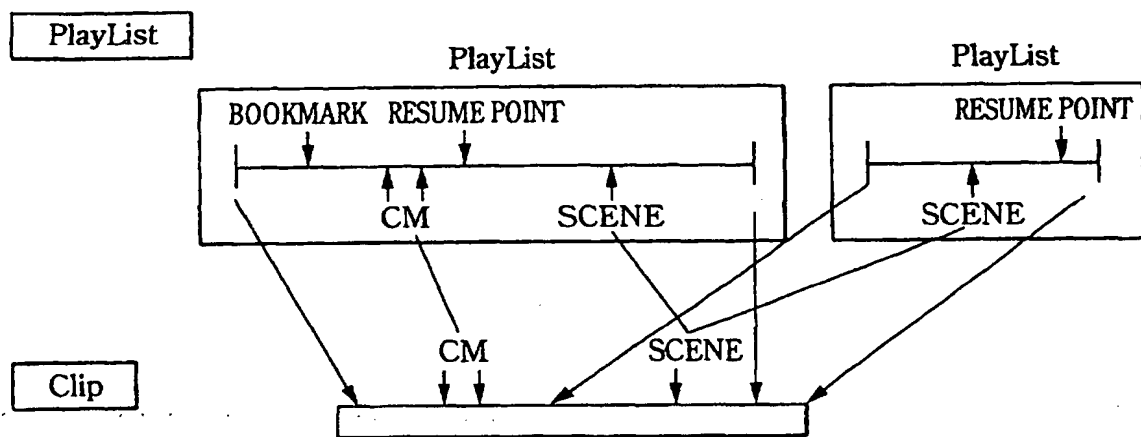 PlayList
PlayList
PlayList
BOOKMARK RESUME POINT
RESUME POINT
CM
SCENE
SCENE
CM
SCENE
Clip